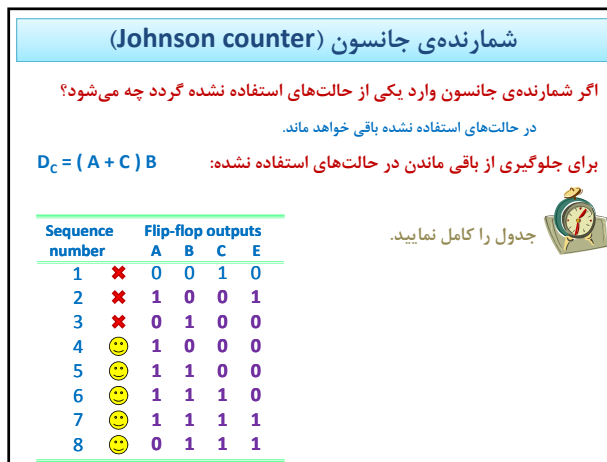 شمارنده‌ی جانسون (Johnson counter)
اگر شمارنده‌ی جانسون وارد یکی از حالت‌های استفاده نشده گردد چه می‌شود؟
در حالت‌های استفاده نشده باقی خواهد ماند.
برای جلوگیری از باقی ماندن در حالت‌های استفاده نشده: D_C = ( A + C ) B
جدول را کامل نمایید.
Sequence Flip-flop outputs
number A B C E
1 ✖ 0 0 1 0
2 ✖ 1 0 0 1
3 ✖ 0 1 0 0
4 🙂 1 0 0 0
5 🙂 1 1 0 0
6 🙂 1 1 1 0
7 🙂 1 1 1 1
8 🙂 0 1 1 1